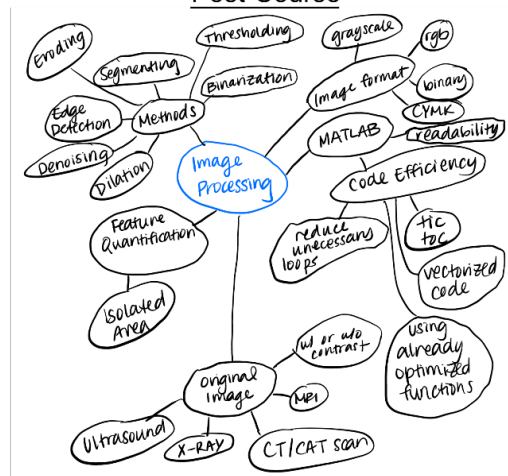 Post Course
Eroding
Segmenting
Thresholding
Binarization
Edge
Detection
Methods
Denoising
Dilation
grayscale
rgb
Image format
binary
CYMK
MATLAB
readability
Image
Processing
Code Efficiency
reduce
unecessary
loops
tic
toc
vectorized
code
using
already
optimized
functions
Feature
Quantification
Isolated
Area
Original
Image
w/ or w/o
contrast
MRI
Ultrasound
X-RAY
CT/CAT scan